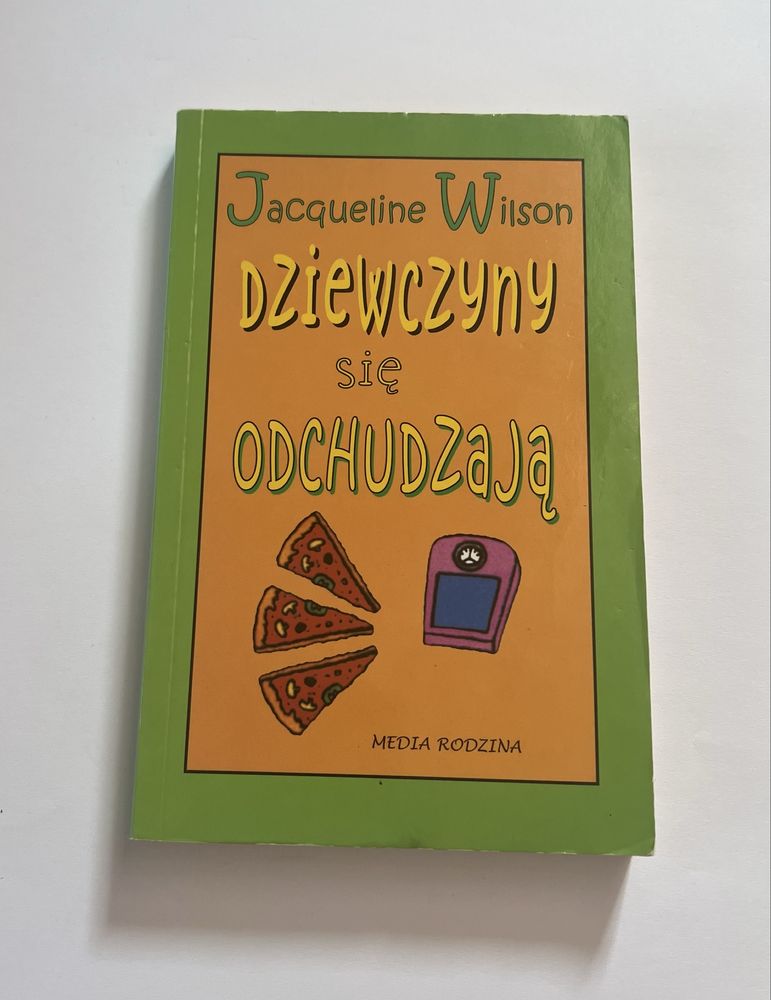 Jacqueline Wilson
Dziewczyny
się
ODCHUDZAJĄ
MEDIA RODZINA